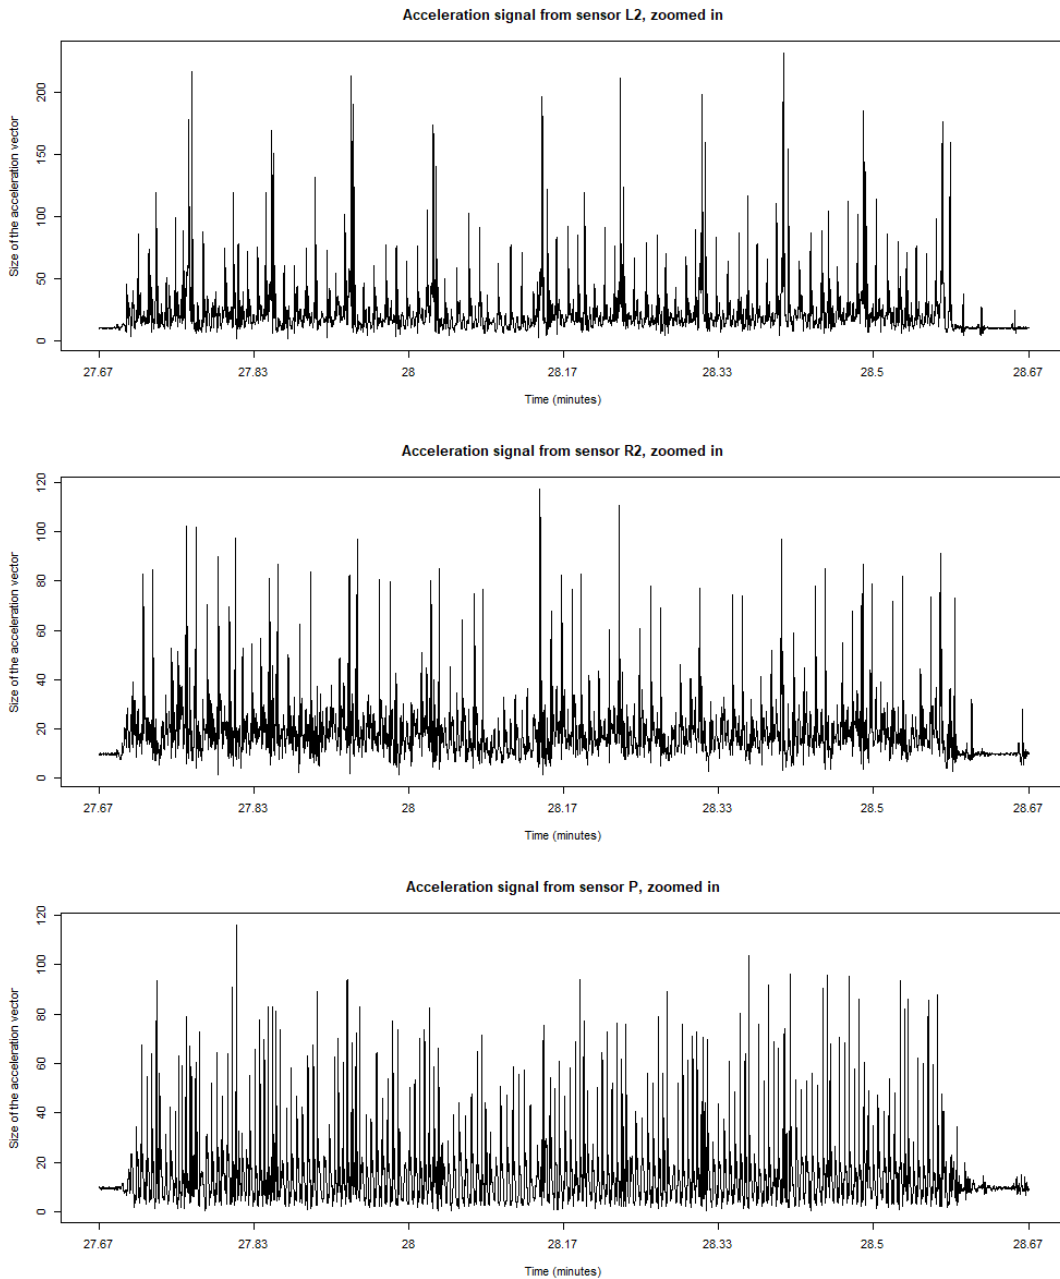 Acceleration signal from sensor L2, zoomed in
Size of the acceleration vector
0 50 100 150 200
27.67 27.83 28 28.17 28.33 28.5 28.67
Time (minutes)
Acceleration signal from sensor R2, zoomed in
Size of the acceleration vector
0 20 40 60 80 100 120
27.67 27.83 28 28.17 28.33 28.5 28.67
Time (minutes)
Acceleration signal from sensor P, zoomed in
Size of the acceleration vector
0 20 40 60 80 100 120
27.67 27.83 28 28.17 28.33 28.5 28.67
Time (minutes)